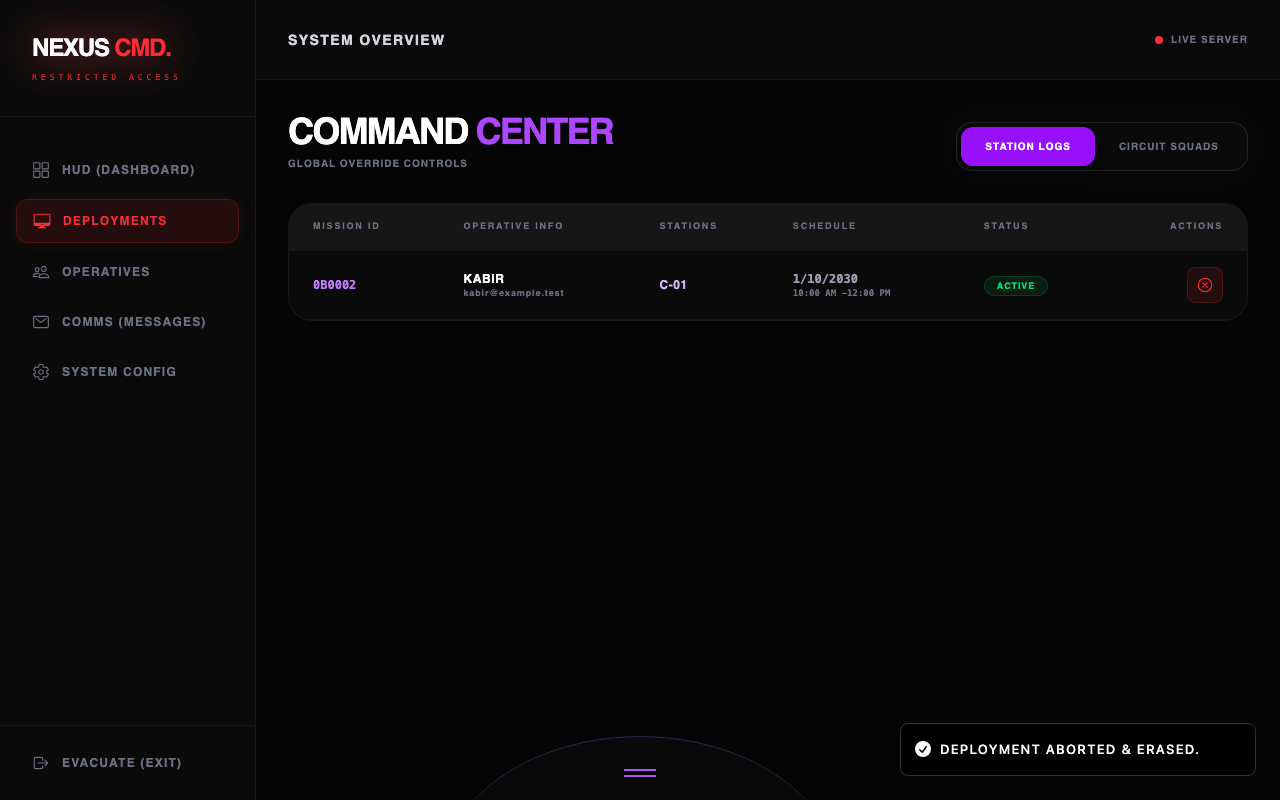 NEXUS CMD.
RESTRICTED ACCESS
HUD (DASHBOARD)
DEPLOYMENTS
OPERATIVES
COMMS (MESSAGES)
SYSTEM CONFIG
EVACUATE (EXIT)
SYSTEM OVERVIEW
LIVE SERVER
COMMAND CENTER
GLOBAL OVERRIDE CONTROLS
STATION LOGS
CIRCUIT SQUADS
MISSION ID OPERATIVE INFO STATIONS SCHEDULE STATUS ACTIONS
0B0002 KABIR C-01 1/10/2030 ACTIVE
kabir@example.test 10:00 AM –12:00 PM
DEPLOYMENT ABORTED & ERASED.